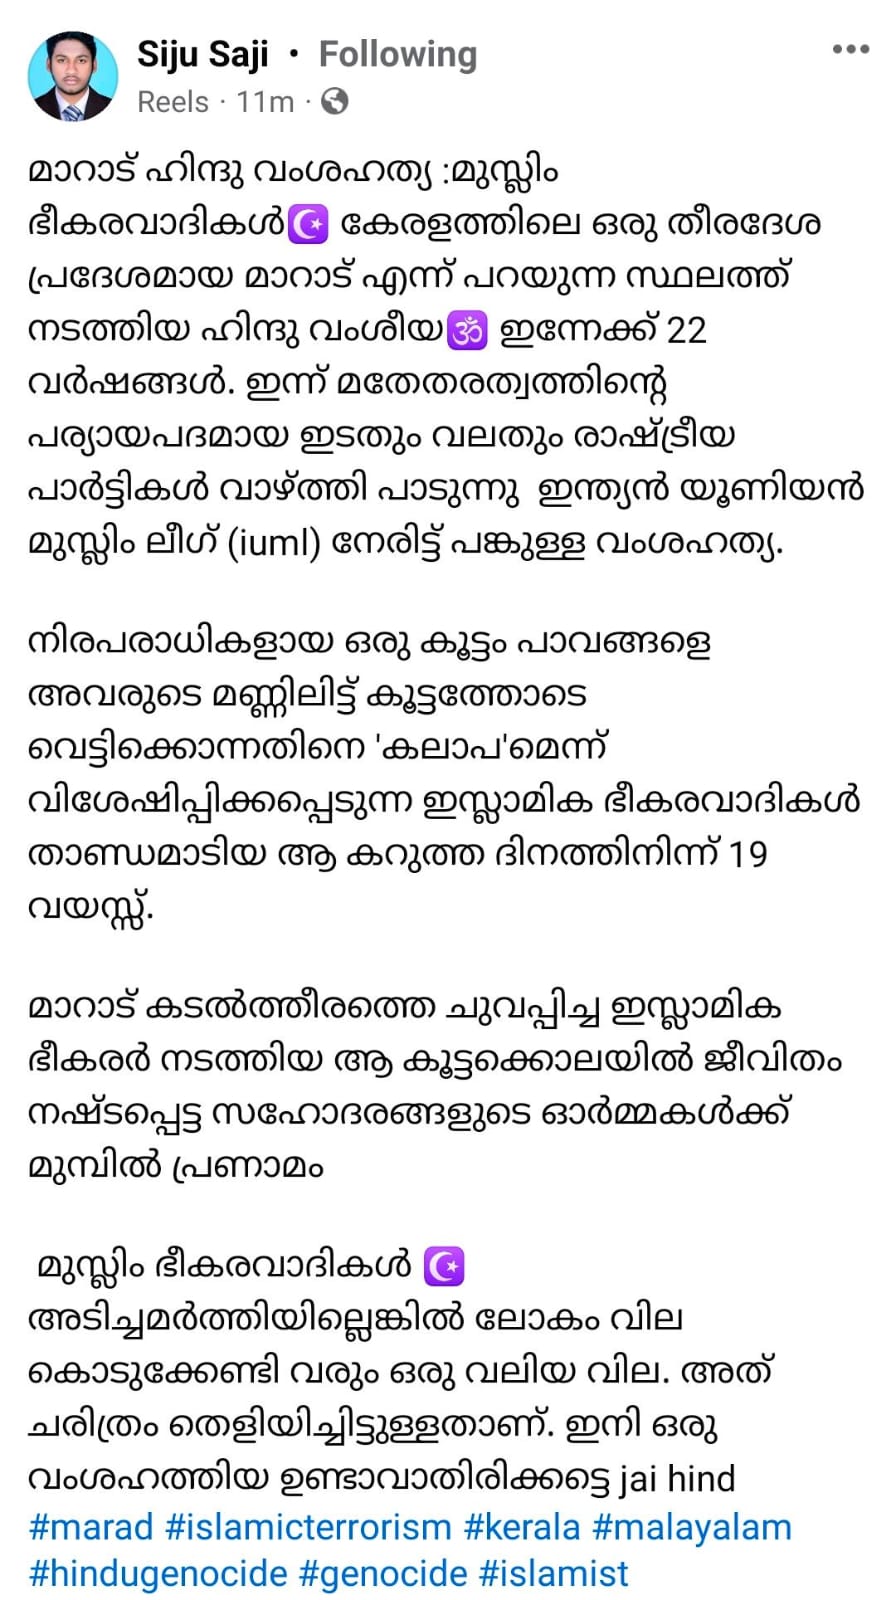 Siju Saji • Following
Reels · 11m ·
മാറാട് ഹിന്ദു വംശഹത്യ :മുസ്ലിം
ഭീകരവാദികൾ☪️ കേരളത്തിലെ ഒരു തീരദേശ
പ്രദേശമായ മാറാട് എന്ന് പറയുന്ന സ്ഥലത്ത്
നടത്തിയ ഹിന്ദു വംശീയ🕉️ ഇന്നേക്ക് 22
വർഷങ്ങൾ. ഇന്ന് മതേതരത്വത്തിന്റെ
പര്യായപദമായ ഇടതും വലതും രാഷ്ട്രീയ
പാർട്ടികൾ വാഴ്ത്തി പാടുന്നു ഇന്ത്യൻ യൂണിയൻ
മുസ്ലിം ലീഗ് (iuml) നേരിട്ട് പങ്കുള്ള വംശഹത്യ.
നിരപരാധികളായ ഒരു കൂട്ടം പാവങ്ങളെ
അവരുടെ മണ്ണിലിട്ട് കൂട്ടത്തോടെ
വെട്ടിക്കൊന്നതിനെ 'കലാപ'മെന്ന്
വിശേഷിപ്പിക്കപ്പെടുന്ന ഇസ്ലാമിക ഭീകരവാദികൾ
താണ്ഡമാടിയ ആ കറുത്ത ദിനത്തിനിന്ന് 19
വയസ്സ്.
മാറാട് കടൽത്തീരത്തെ ചുവപ്പിച്ച ഇസ്ലാമിക
ഭീകരർ നടത്തിയ ആ കൂട്ടക്കൊലയിൽ ജീവിതം
നഷ്ടപ്പെട്ട സഹോദരങ്ങളുടെ ഓർമ്മകൾക്ക്
മുമ്പിൽ പ്രണാമം
മുസ്ലിം ഭീകരവാദികൾ ☪️
അടിച്ചമർത്തിയില്ലെങ്കിൽ ലോകം വില
കൊടുക്കേണ്ടി വരും ഒരു വലിയ വില. അത്
ചരിത്രം തെളിയിച്ചിട്ടുള്ളതാണ്. ഇനി ഒരു
വംശഹത്തിയ ഉണ്ടാവാതിരിക്കട്ടെ jai hind
#marad #islamicterrorism #kerala #malayalam
#hindugenocide #genocide #islamist